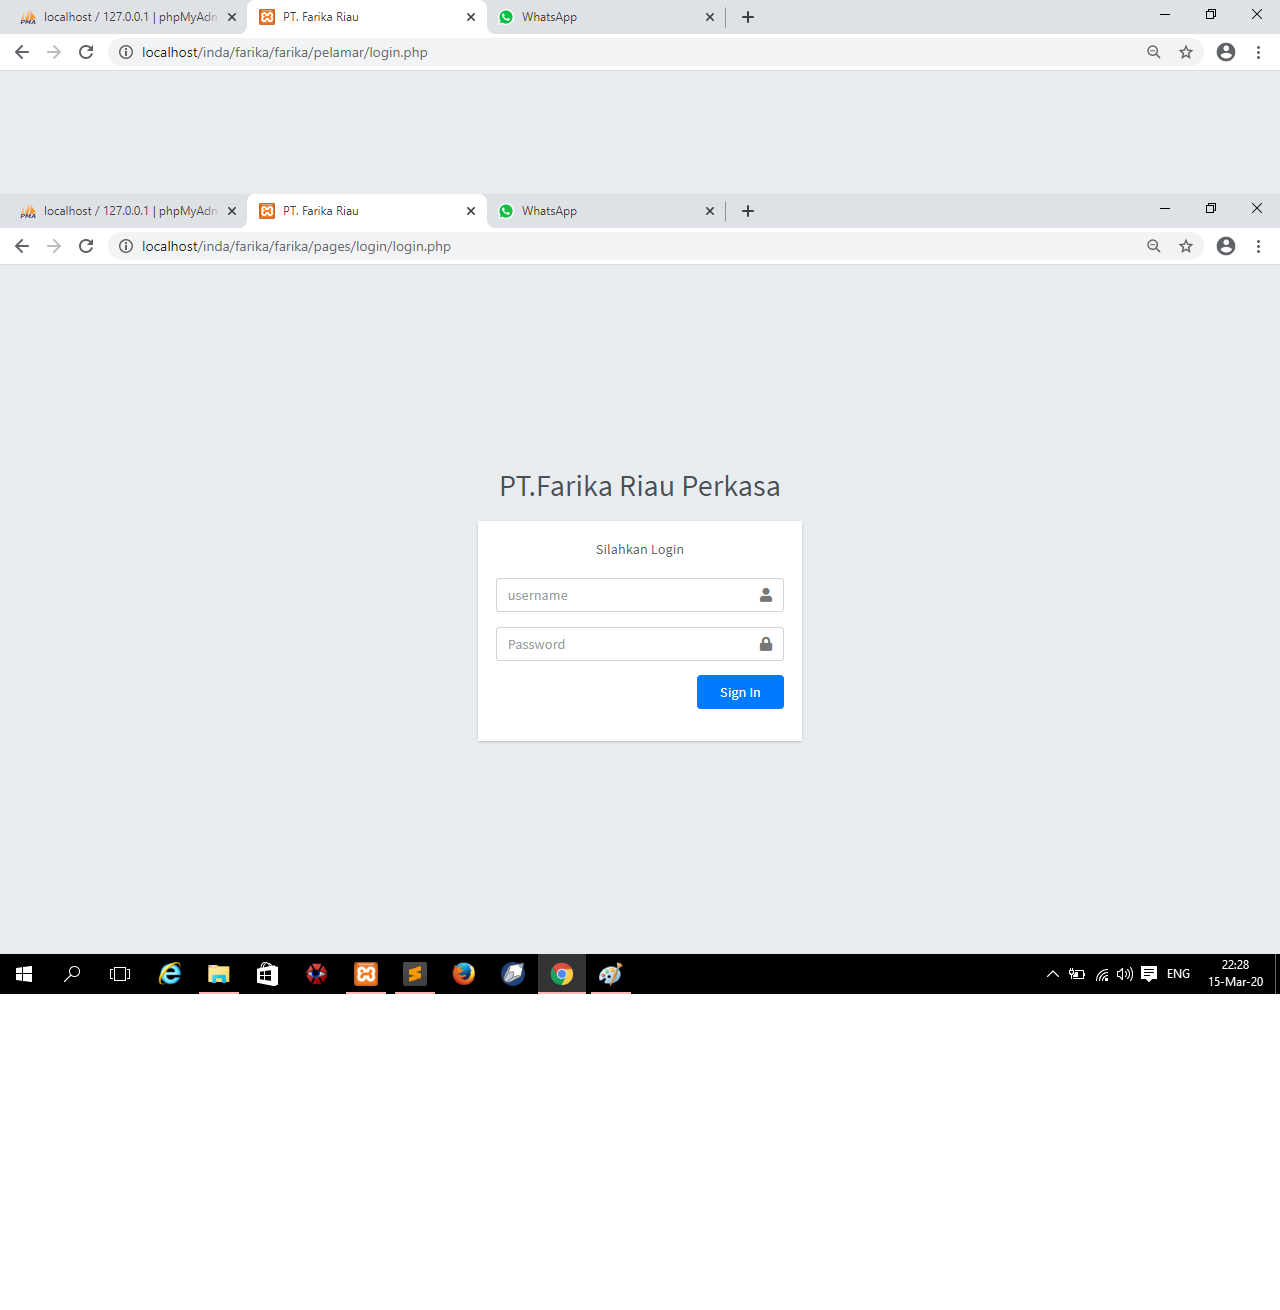 localhost / 127.0.0.1 | phpMyAdm
PT. Farika Riau
WhatsApp
localhost/inda/farika/farika/pelamar/login.php
localhost / 127.0.0.1 | phpMyAdm
PT. Farika Riau
WhatsApp
localhost/inda/farika/farika/pages/login/login.php
PT.Farika Riau Perkasa
Silahkan Login
username
Password
Sign In
ENG
22:28
15-Mar-20